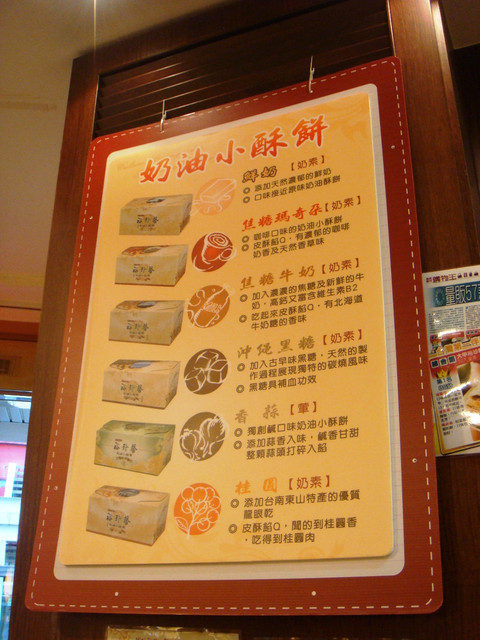 奶油小酥餅
鮮奶【奶素】
添加天然濃郁的鮮奶
口味接近原味奶油酥餅
焦糖瑪奇朵【奶素】
咖啡口味的奶油小酥餅
皮酥餡Q，有濃郁的咖啡
奶香及天然香草味
焦糖牛奶【奶素】
加入濃濃的焦糖及新鮮的牛
奶，高鈣又富含維生素B2
吃起來皮酥餡Q，有北海道
牛奶糖的香味
沖繩黑糖【奶素】
加入古早味黑糖，天然的製
作過程展現獨特的碳燒風味
黑糖具補血功效
香蒜【葷】
獨創鹹口味奶油小酥餅
添加蒜香入味，鹹香甘甜
整顆蒜頭打碎入餡
桂圓【奶素】
添加台南東山特產的優質
龍眼乾
皮酥餡Q，聞的到桂圓香
，吃得到桂圓肉
量販57